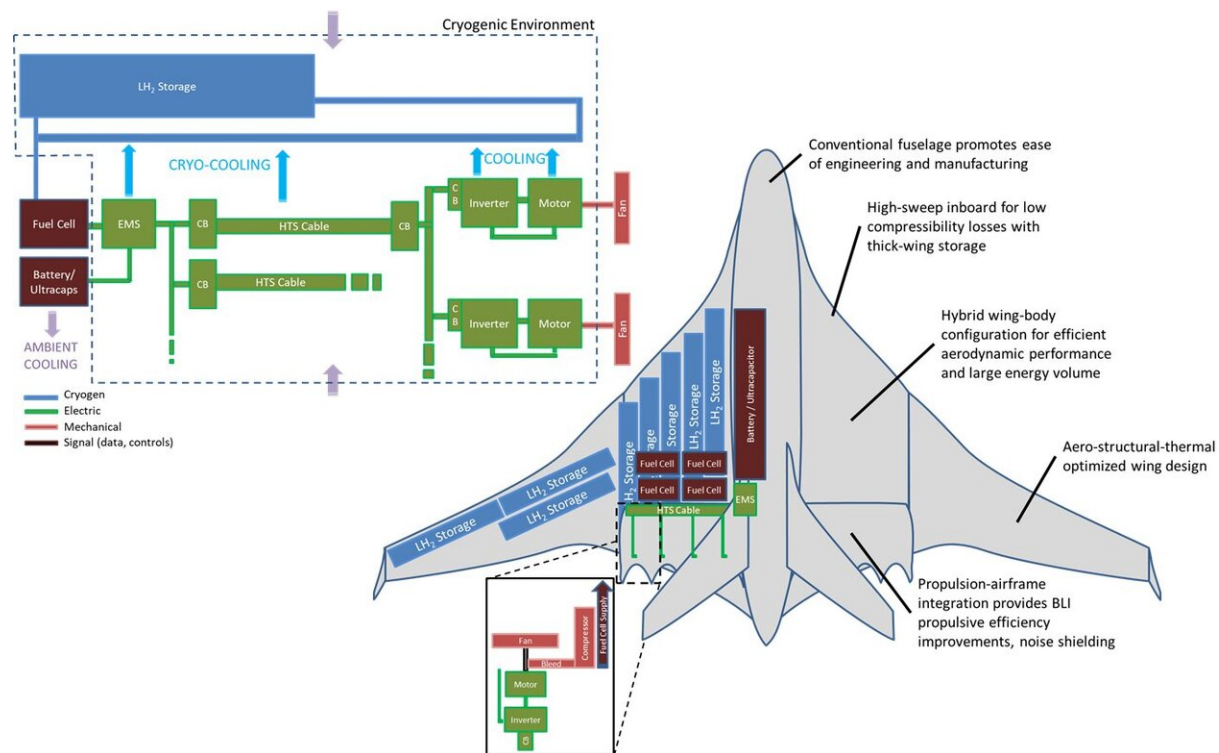 Cryogenic Environment
LH₂ Storage
CRYO-COOLING
COOLING
Fuel Cell
EMS
CB
HTS Cable
CB
C
B
Inverter
Motor
Fan
Battery/
Ultracaps
CB
HTS Cable
C
B
Inverter
Motor
Fan
AMBIENT
COOLING
Cryogen
Electric
Mechanical
Signal (data, controls)
Conventional fuselage promotes ease
of engineering and manufacturing
High-sweep inboard for low
compressibility losses with
thick-wing storage
Hybrid wing-body
configuration for efficient
aerodynamic performance
and large energy volume
Aero-structural-thermal
optimized wing design
Propulsion-airframe
integration provides BLI
propulsive efficiency
improvements, noise shielding
LH₂ Storage
LH₂ Storage
LH₂ Storage
LH₂ Storage
Storage
Storage
LH₂ Storage
LH₂ Storage
Battery / Ultracapacitor
Fuel Cell
Fuel Cell
Fuel Cell
Fuel Cell
EMS
HTS Cable
Fan
Bleed
Compressor
Fuel Cell Supply
Motor
Inverter
CB